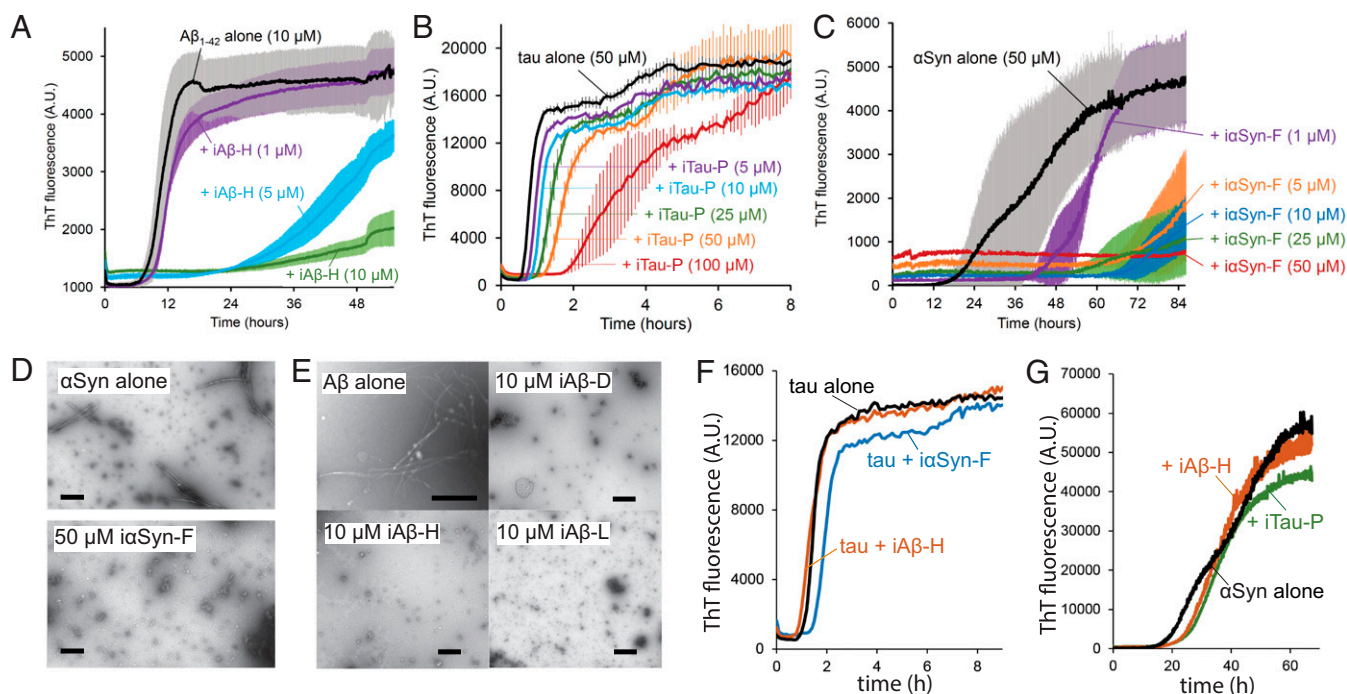 A
ThT fluorescence (A.U.)
5000
4000
3000
2000
1000
0
12
24
36
48
Time (hours)
Aβ1-42 alone (10 µM)
+ iAβ-H (1 µM)
+ iAβ-H (5 µM)
+ iAβ-H (10 µM)
B
ThT fluorescence (A.U.)
20000
16000
12000
8000
4000
0
0
2
4
6
8
Time (hours)
tau alone (50 µM)
+ iTau-P (5 µM)
+ iTau-P (10 µM)
+ iTau-P (25 µM)
+ iTau-P (50 µM)
+ iTau-P (100 µM)
C
ThT fluorescence (A.U.)
6000
5000
4000
3000
2000
1000
0
0
12
24
36
48
60
72
84
Time (hours)
αSyn alone (50 µM)
+ iαSyn-F (1 µM)
+ iαSyn-F (5 µM)
+ iαSyn-F (10 µM)
+ iαSyn-F (25 µM)
+ iαSyn-F (50 µM)
D
αSyn alone
50 µM iαSyn-F
E
Aβ alone
10 µM iAβ-D
10 µM iAβ-H
10 µM iAβ-L
F
ThT fluorescence (A.U.)
16000
12000
8000
4000
0
0
2
4
6
8
time (h)
tau alone
tau + iαSyn-F
tau + iAβ-H
G
ThT fluorescence (A.U.)
70000
60000
50000
40000
30000
20000
10000
0
0
20
40
60
time (h)
+ iAβ-H
+ iTau-P
αSyn alone